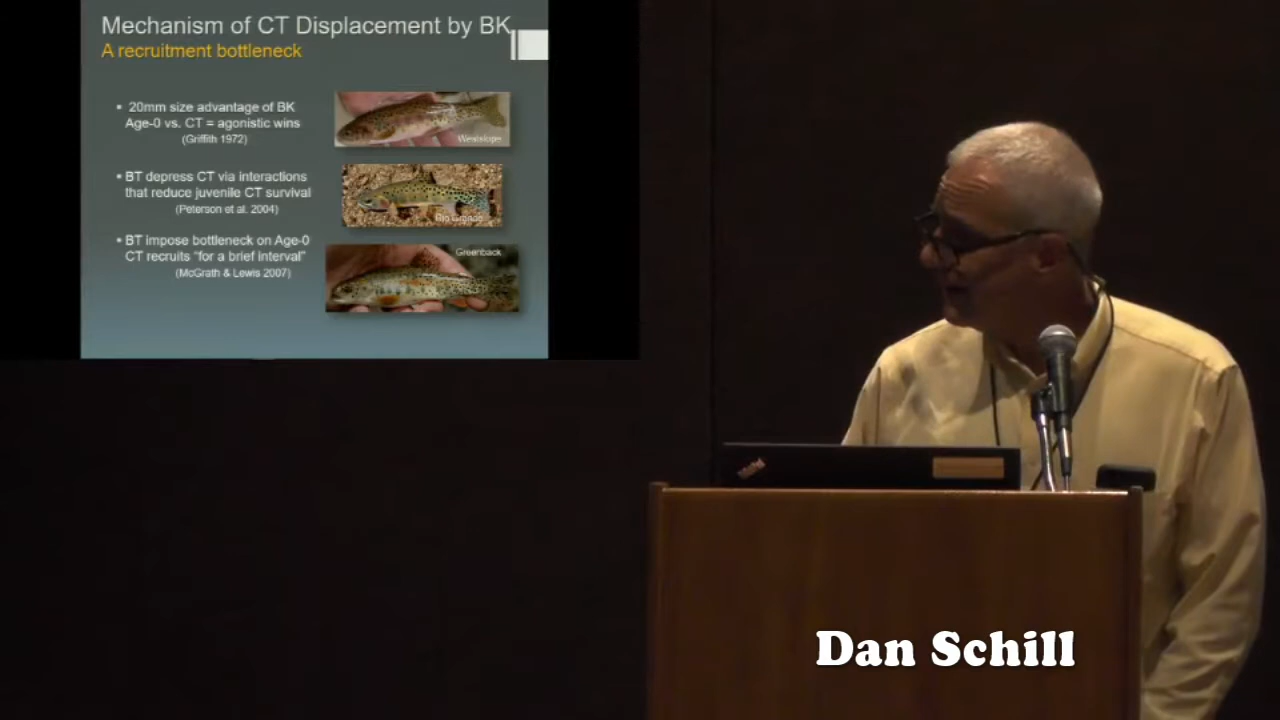 Mechanism of CT Displacement by BK
A recruitment bottleneck
▪ 20mm size advantage of BK
Age-0 vs. CT = agonistic wins
(Griffith 1972)
Westslope
▪ BT depress CT via interactions
that reduce juvenile CT survival
(Peterson et al. 2004)
Rio Grande
▪ BT impose bottleneck on Age-0
CT recruits "for a brief interval"
(McGrath & Lewis 2007)
Greenback
Dan Schill